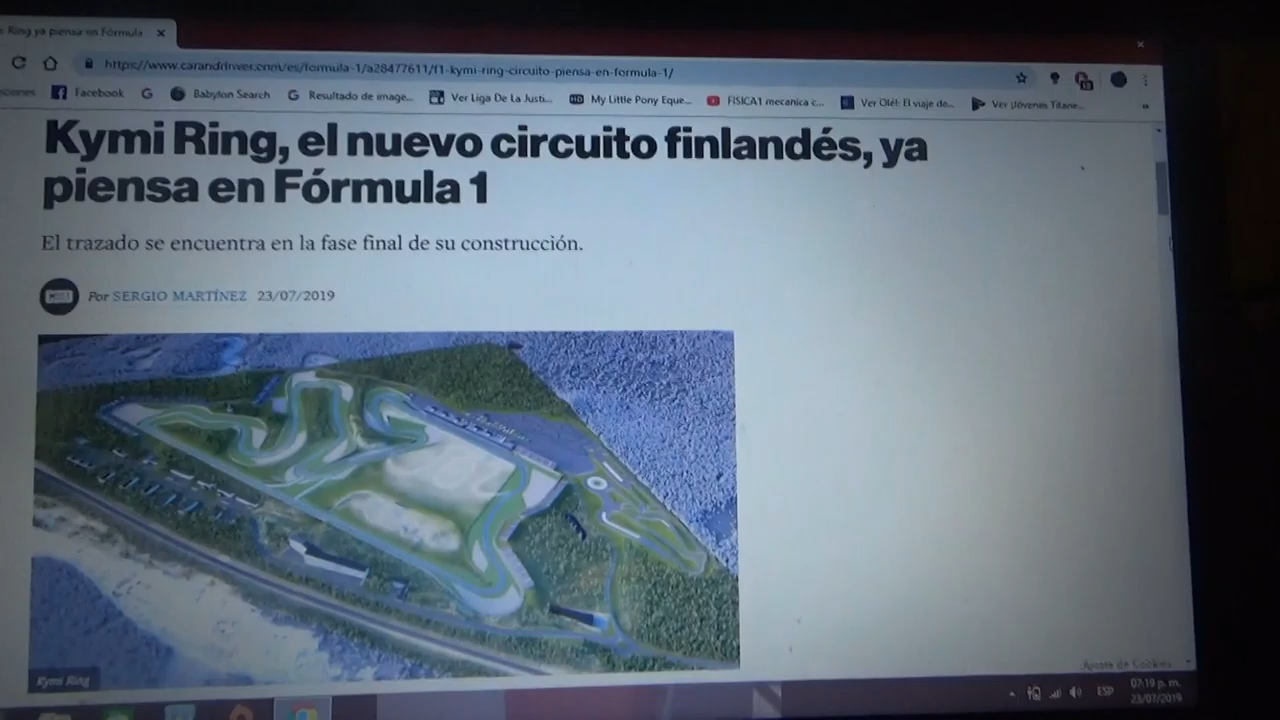 Ring ya piensa en Fórmula
https://www.caranddriver.com/es/formula-1/a28477611/f1-kymi-ring-circuito-piensa-en-formula-1/
Facebook
Babylon Search
Resultado de image...
Ver Liga De La Justi...
My Little Pony Eque...
FISICA1 mecanica c...
Ver Olé!: El viaje de...
Ver ¡Jóvenes Titane...
»
Kymi Ring, el nuevo circuito finlandés, ya
piensa en Fórmula 1
El trazado se encuentra en la fase final de su construcción.
Por SERGIO MARTÍNEZ 23/07/2019
Kymi Ring
Ajuste de Cookies
ESP
07:19 p. m.
23/07/2019